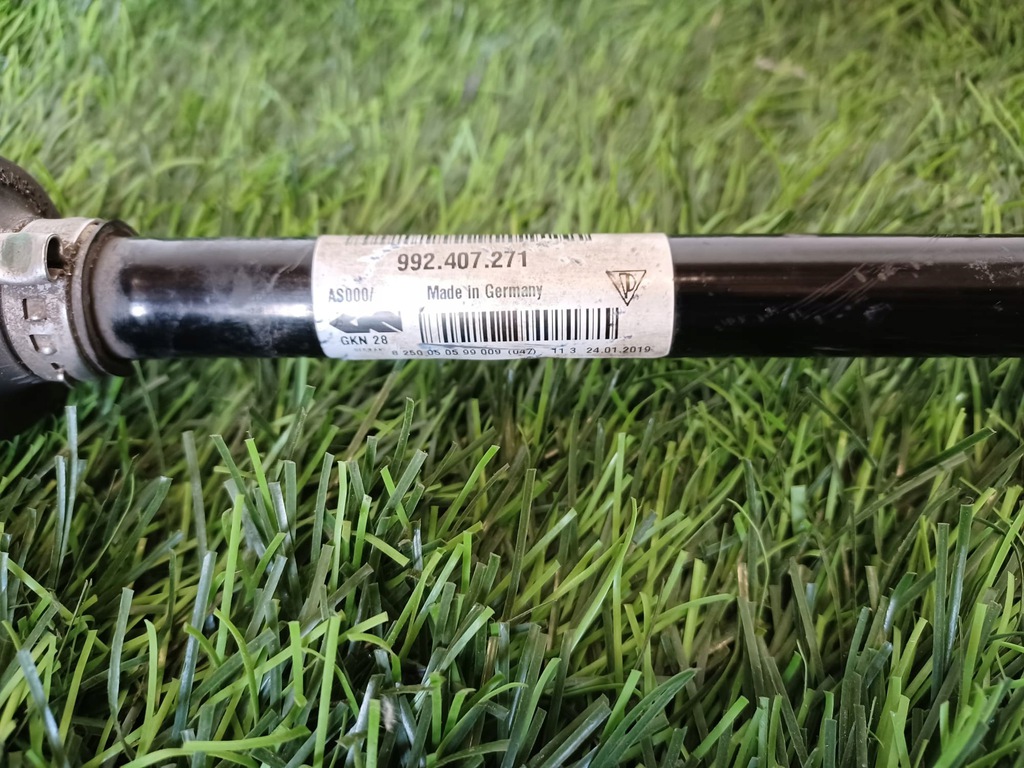 992.407.271
AS000/
Made in Germany
GKN 28
8 250 05 05 99 009 (047) 11 3 24.01.2019